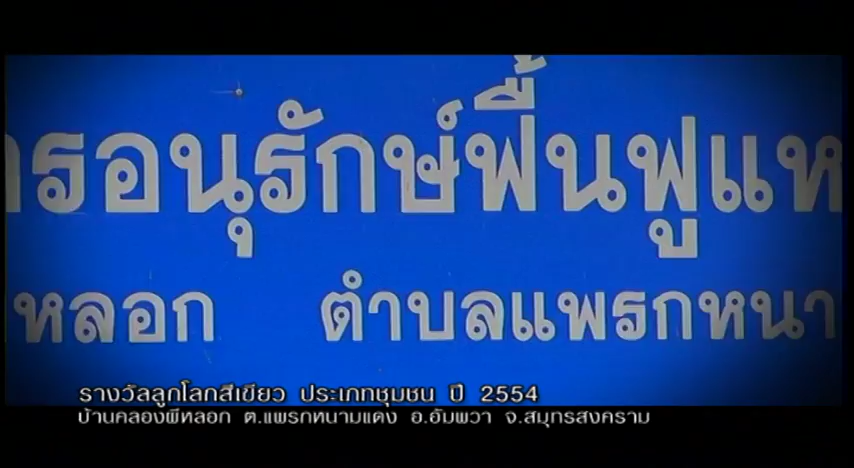 ารอนุรักษ์ฟื้นฟูแห
หลอก ตำบลแพรกหนา
รางวัลลูกโลกสีเขียว ประเภทชุมชน ปี 2554
บ้านคลองผีหลอก ต.แพรกหนามแดง อ.อัมพวา จ.สมุทรสงคราม